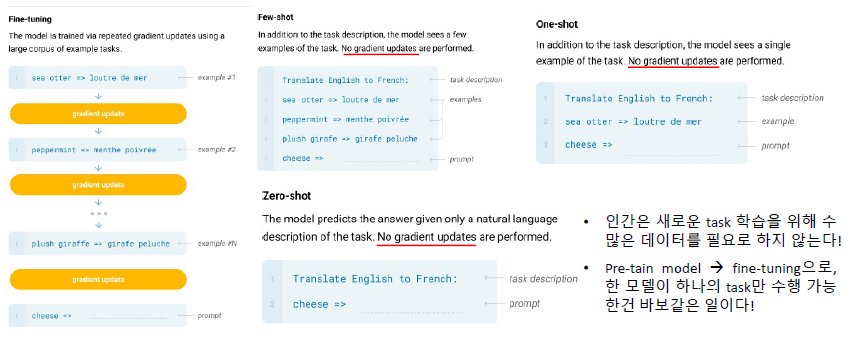 Fine-tuning
The model is trained via repeated gradient updates using a
large corpus of example tasks.
1 sea otter => loutre de mer
example #1
gradient update
1 peppermint => menthe poivrée
example #2
gradient update
1 plush giraffe => girafe peluche
example #N
gradient update
1 cheese =>
prompt
Few-shot
In addition to the task description, the model sees a few
examples of the task. No gradient updates are performed.
1 Translate English to French:
task description
2 sea otter => loutre de mer
examples
3 peppermint => menthe poivrée
4 plush girafe => girafe peluche
5 cheese =>
prompt
One-shot
In addition to the task description, the model sees a single
example of the task. No gradient updates are performed.
1 Translate English to French:
task description
2 sea otter => loutre de mer
example
3 cheese =>
prompt
Zero-shot
The model predicts the answer given only a natural language
description of the task. No gradient updates are performed.
1 Translate English to French:
task description
2 cheese =>
prompt
• 인간은 새로운 task 학습을 위해 수
많은 데이터를 필요로 하지 않는다!
• Pre-tain model → fine-tuning으로,
한 모델이 하나의 task만 수행 가능
한건 바보같은 일이다!